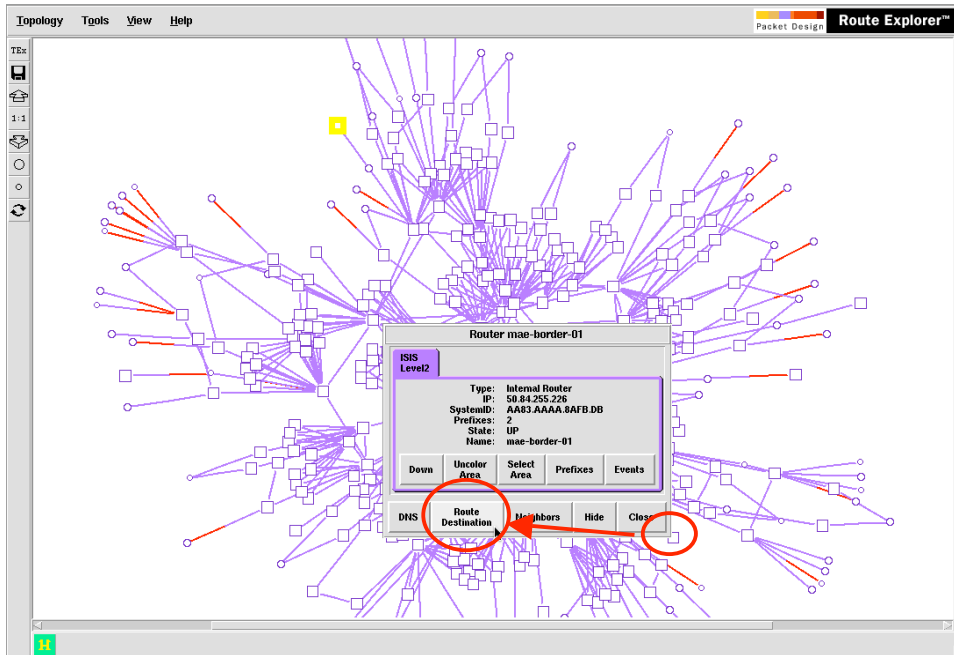 Topology Tools View Help
Packet Design
Route Explorer™
TEx
1:1
Router mae-border-01
ISIS
Level2
Type: Internal Router
IP: 50.84.255.226
SystemID: AA83.AAAA.8AFB.DB
Prefixes: 2
State: UP
Name: mae-border-01
Down
Uncolor
Area
Select
Area
Prefixes
Events
DNS
Route
Destination
Neighbors
Hide
Close
H